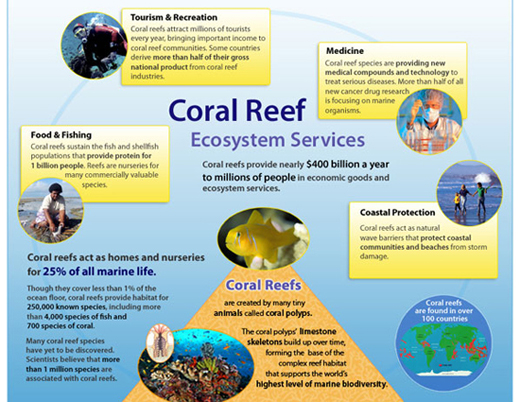 Tourism & Recreation
Coral reefs attract millions of tourists
every year, bringing important income to
coral reef communities. Some countries
derive more than half of their gross
national product from coral reef
industries.
Medicine
Coral reef species are providing new
medical compounds and technology to
treat serious diseases. More than half of all
new cancer drug research
is focusing on marine
organisms.
Coral Reef
Ecosystem Services
Coral reefs provide nearly $400 billion a year
to millions of people in economic goods and
ecosystem services.
Food & Fishing
Coral reefs sustain the fish and shellfish
populations that provide protein for
1 billion people. Reefs are nurseries for
many commercially valuable
species.
Coastal Protection
Coral reefs act as natural
wave barriers that protect coastal
communities and beaches from storm
damage.
Coral reefs act as homes and nurseries
for 25% of all marine life.
Though they cover less than 1% of the
ocean floor, coral reefs provide habitat for
250,000 known species, including more
than 4,000 species of fish and
700 species of coral.
Many coral reef species
have yet to be discovered.
Scientists believe that more
than 1 million species are
associated with coral reefs.
Coral Reefs
are created by many tiny
animals called coral polyps.
The coral polyps' limestone
skeletons build up over time,
forming the base of the
complex reef habitat
that supports the world's
highest level of marine biodiversity.
Coral reefs
are found in over
100 countries